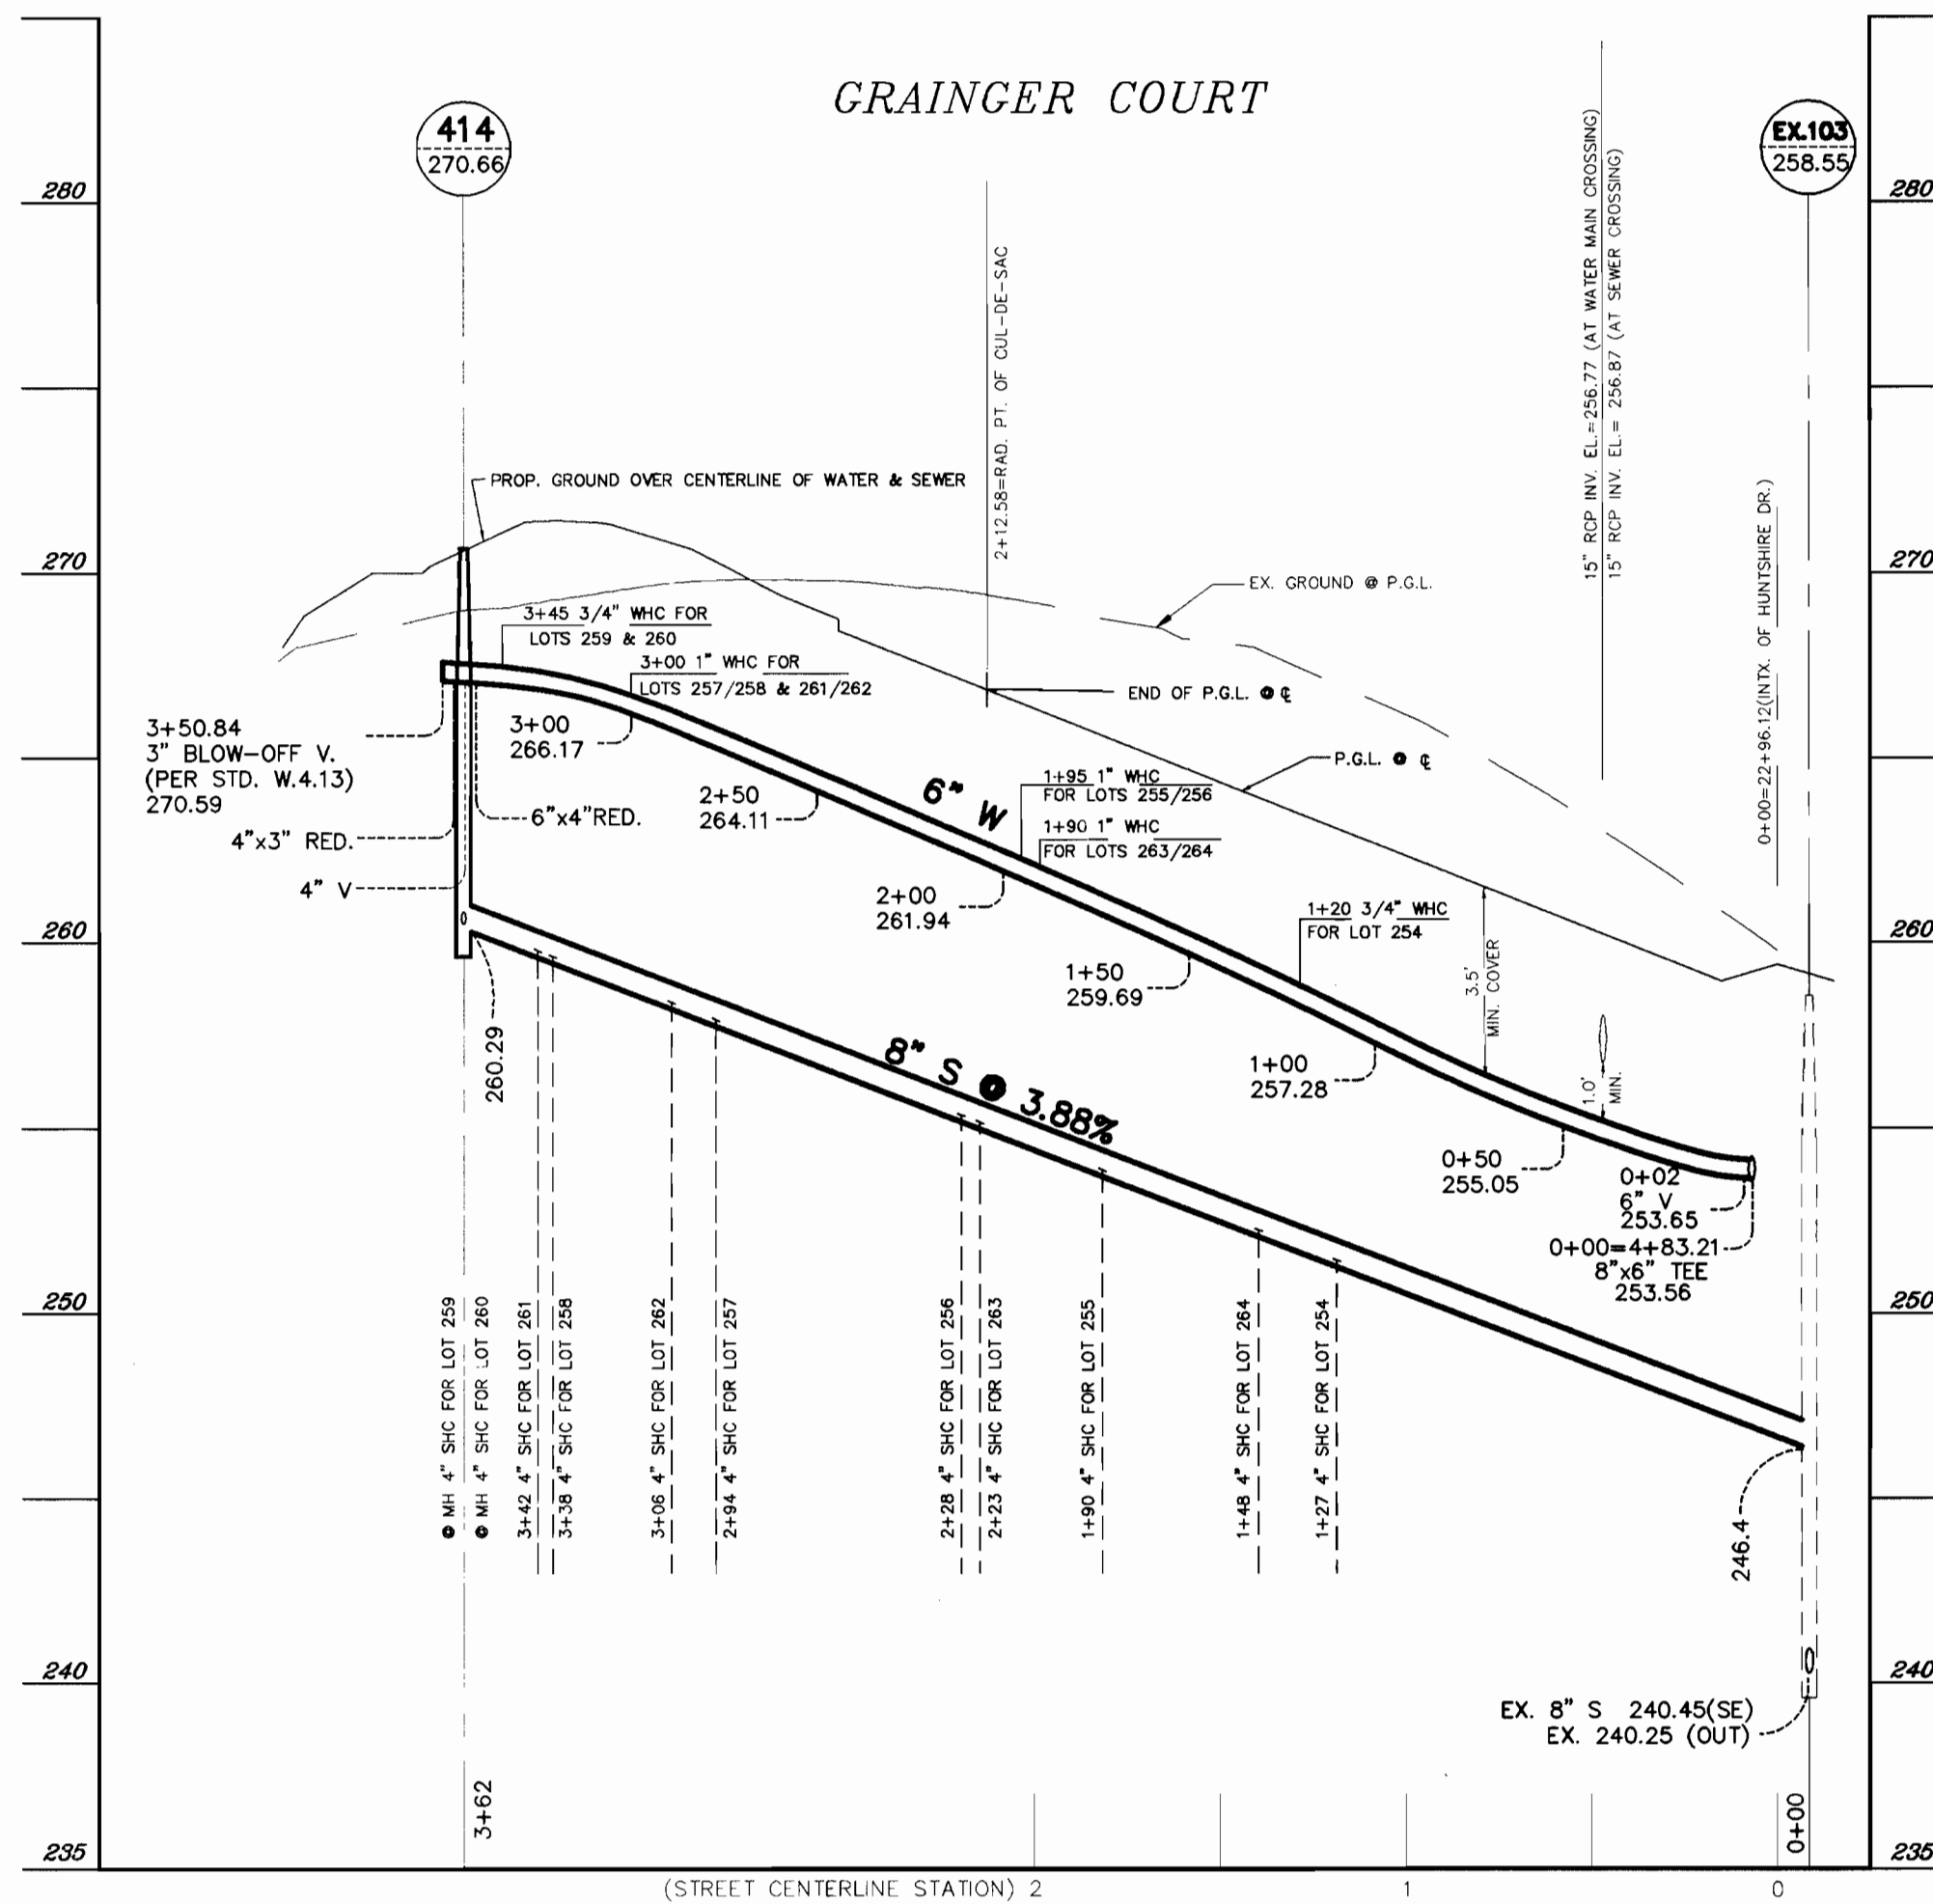 GRAINGER COURT
414
270.66
EX.103
258.55
280
280
270
270
260
260
250
250
240
240
235
235
2+12.58=RAD. PT. OF CUL-DE-SAC
15" RCP INV. EL.=256.77 (AT WATER MAIN CROSSING)
15" RCP INV. EL.= 256.87 (AT SEWER CROSSING)
0+00=22+96.12(INTX. OF HUNTSHIRE DR.)
PROP. GROUND OVER CENTERLINE OF WATER & SEWER
EX. GROUND @ P.G.L.
3+45 3/4" WHC FOR
LOTS 259 & 260
3+00 1" WHC FOR
LOTS 257/258 & 261/262
END OF P.G.L. @ ℄
P.G.L. @ ℄
3+50.84
3" BLOW-OFF V.
(PER STD. W.4.13)
270.59
4"x3" RED.
4" V
3+00
266.17
6"x4"RED.
2+50
264.11
6" W
1+95 1" WHC
FOR LOTS 255/256
1+90 1" WHC
FOR LOTS 263/264
2+00
261.94
1+20 3/4" WHC
FOR LOT 254
1+50
259.69
3.5'
MIN. COVER
260.29
8" S @ 3.88%
1+00
257.28
1.0'
MIN.
0+50
255.05
0+02
6" V
253.65
0+00=4+83.21
8"x6" TEE
253.56
@ MH 4" SHC FOR LOT 259
@ MH 4" SHC FOR LOT 260
3+42 4" SHC FOR LOT 261
3+38 4" SHC FOR LOT 258
3+06 4" SHC FOR LOT 262
2+94 4" SHC FOR LOT 257
2+28 4" SHC FOR LOT 256
2+23 4" SHC FOR LOT 263
1+90 4" SHC FOR LOT 255
1+48 4" SHC FOR LOT 264
1+27 4" SHC FOR LOT 254
246.4
EX. 8" S 240.45(SE)
EX. 240.25 (OUT)
3+62
0+00
(STREET CENTERLINE STATION) 2
1
0